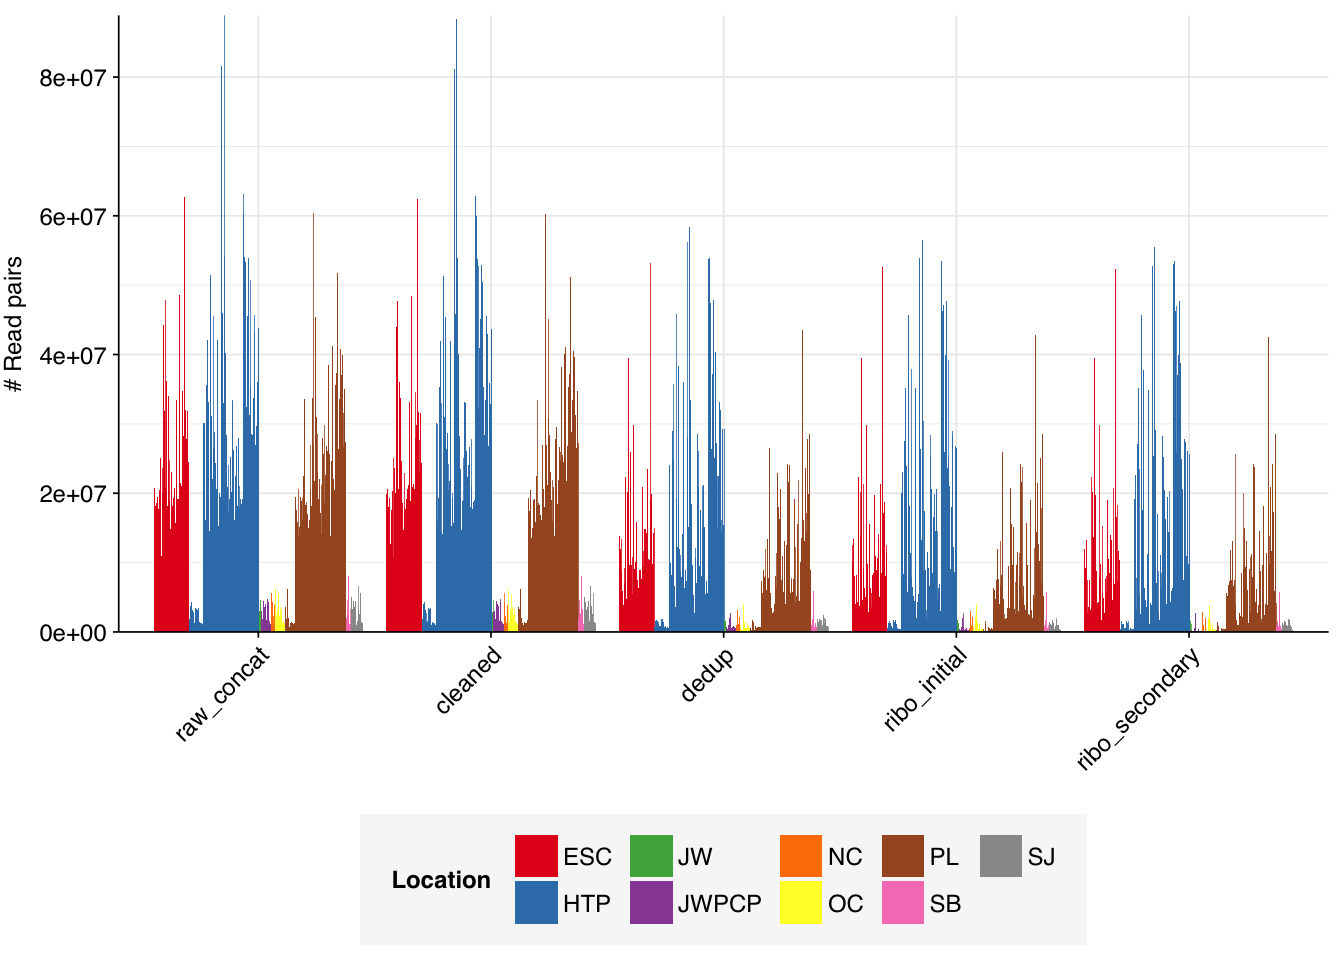 # Read pairs
8e+07
6e+07
4e+07
2e+07
0e+00
raw_concat
cleaned
dedup
ribo_initial
ribo_secondary
Location
ESC JW NC PL SJ
HTP JWPCP OC SB